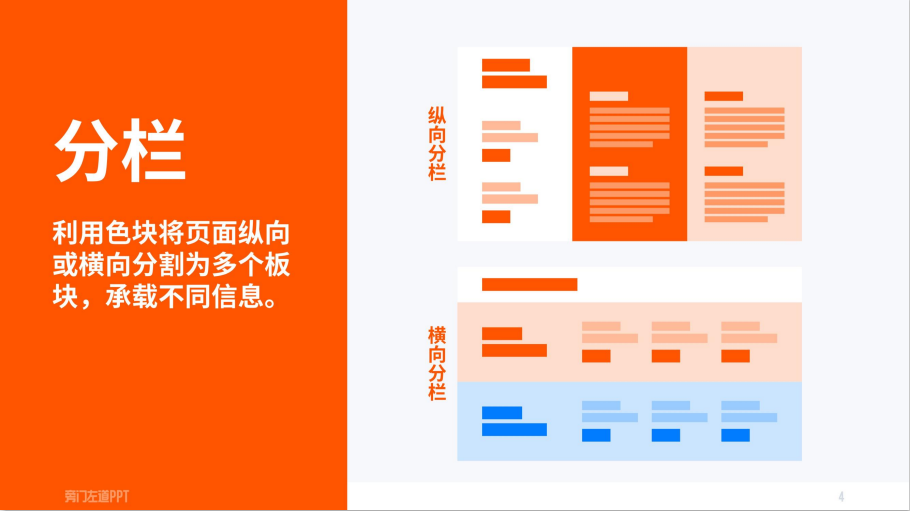 分栏
利用色块将页面纵向
或横向分割为多个板
块，承载不同信息。
纵向分栏
横向分栏
旁门左道PPT
4